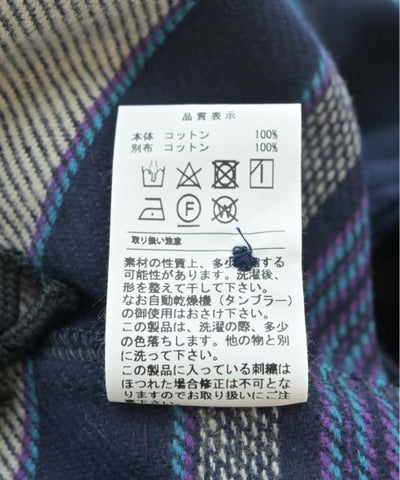 品質表示
本体 コットン 100%
別布 コットン 100%
F W
取り扱い注意
素材の性質上、多少 する
可能性があります。洗濯後、
形を整えて干して下さい。
なお自動乾燥機(タンブラー)
の御使用はおさけ下さい。
この製品は、洗濯の際、多少
の色落ちします。他の物と別
に洗って下さい。
この製品に入っている刺繍は
ほつれた場合修正は不可とな
りますのでお取り扱いにご注
意下さい。